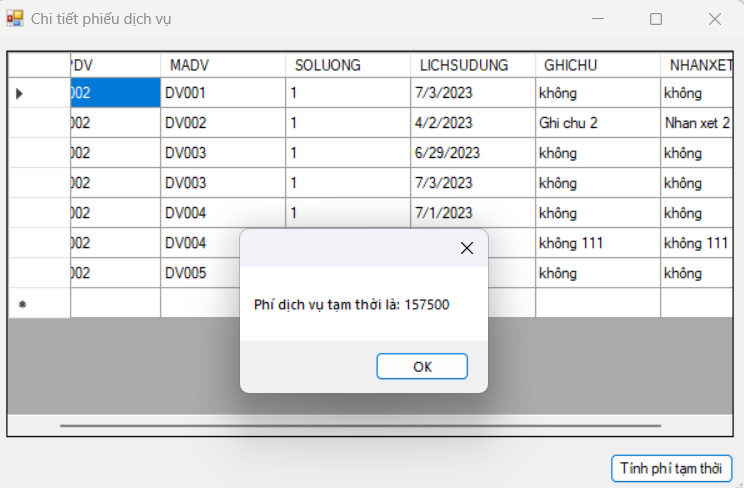 Chi tiết phiếu dịch vụ
PDV MADV SOLUONG LICHSUDUNG GHICHU NHANXET
002 DV001 1 7/3/2023 không không
002 DV002 1 4/2/2023 Ghi chu 2 Nhan xet 2
002 DV003 1 6/29/2023 không không
002 DV003 1 7/3/2023 không không
002 DV004 1 7/1/2023 không không
002 DV004 không 111 không 111
002 DV005 không không
Phí dịch vụ tạm thời là: 157500
OK
Tính phí tạm thời